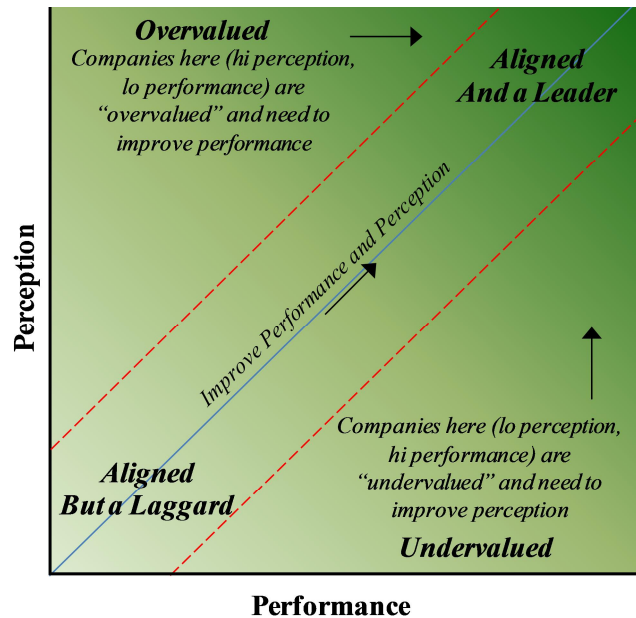 Overvalued
Companies here (hi perception,
lo performance) are
“overvalued” and need to
improve performance
Aligned
And a Leader
Improve Performance and Perception
Perception
Companies here (lo perception,
hi performance) are
“undervalued” and need to
improve perception
Undervalued
Aligned
But a Laggard
Performance